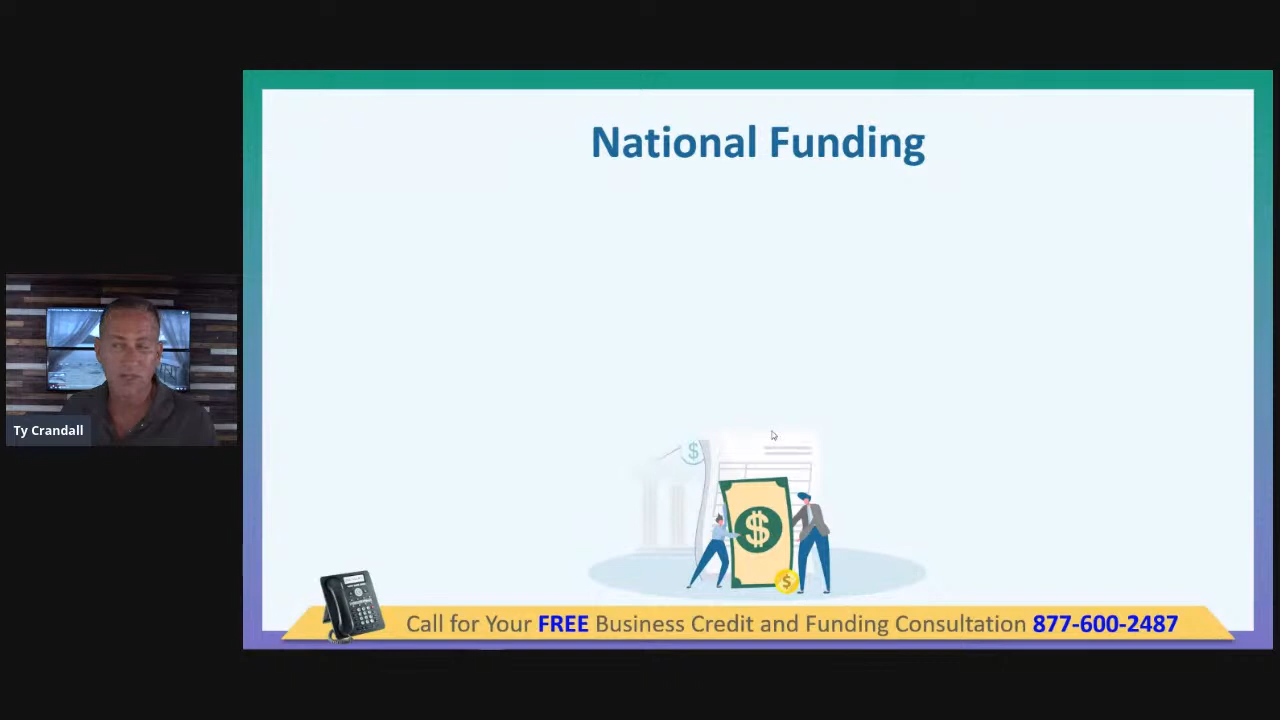 National Funding
Ty Crandall
$
$
$
Call for Your FREE Business Credit and Funding Consultation 877-600-2487